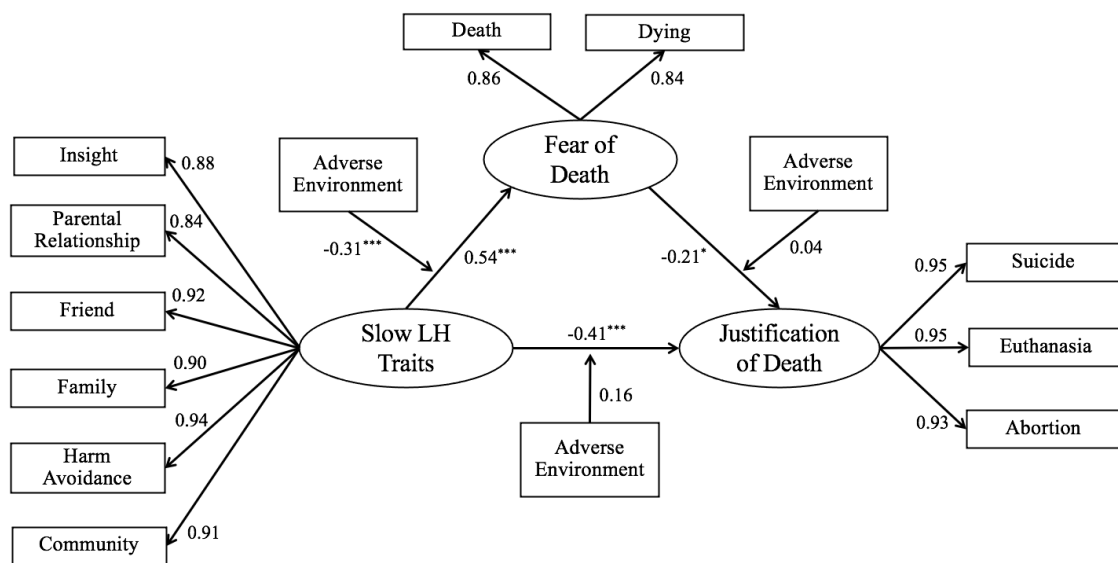 Death
Dying
0.86
0.84
Insight
0.88
Adverse
Environment
Fear of
Death
Adverse
Environment
Parental
Relationship
0.84
-0.31***
0.54***
-0.21*
0.04
Friend
0.92
Slow LH
Traits
-0.41***
Justification
of Death
0.95
Suicide
0.95
Euthanasia
Family
0.90
0.16
0.93
Abortion
Harm
Avoidance
0.94
Adverse
Environment
Community
0.91